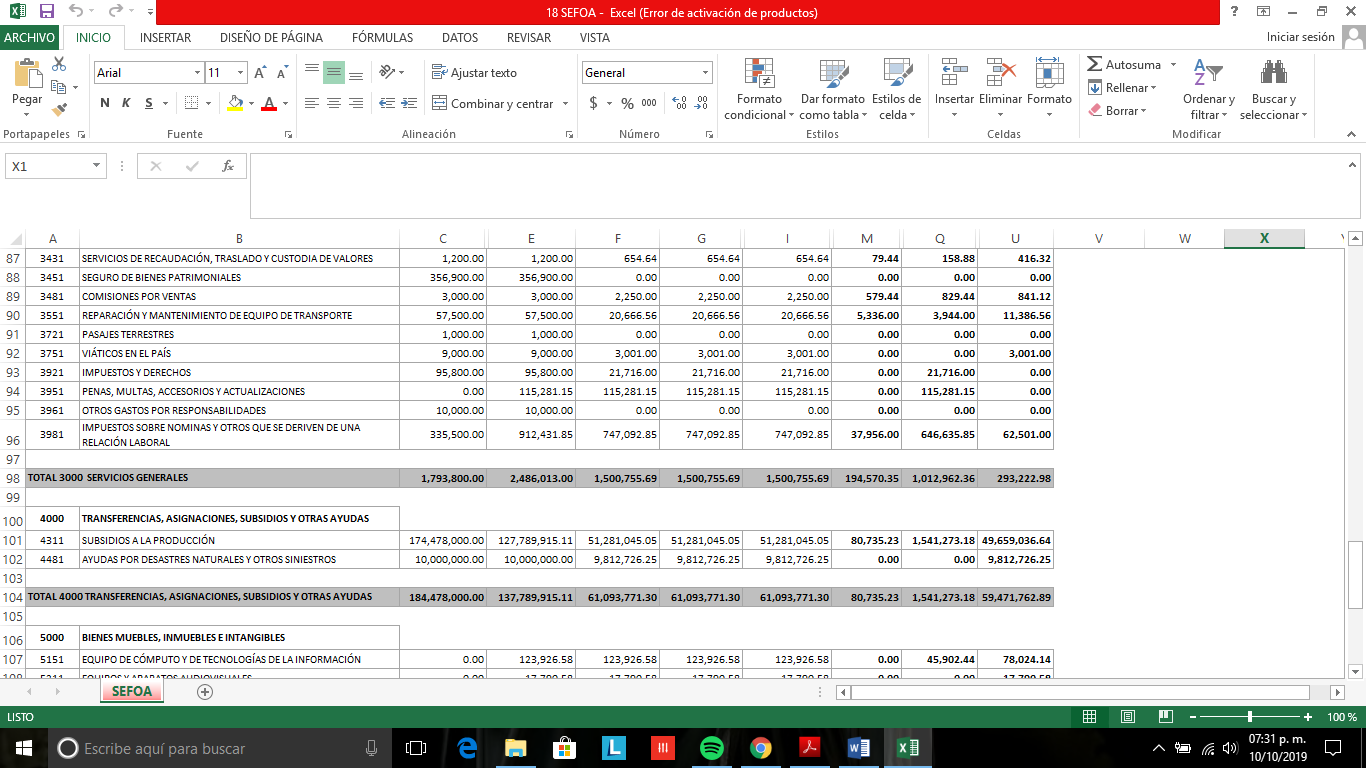 18 SEFOA - Excel (Error de activación de productos)
ARCHIVO INICIO INSERTAR DISEÑO DE PÁGINA FÓRMULAS DATOS REVISAR VISTA Iniciar sesión
Pegar Arial 11 Ajustar texto General Formato condicional Dar formato como tabla Estilos de celda Insertar Eliminar Formato Autosuma Rellenar Borrar Ordenar y filtrar Buscar y seleccionar
N K S Combinar y centrar $ % 000
Portapapeles Fuente Alineación Número Estilos Celdas Modificar
X1 fx
A B C E F G I M Q U V W X
87 3431 SERVICIOS DE RECAUDACIÓN, TRASLADO Y CUSTODIA DE VALORES 1,200.00 1,200.00 654.64 654.64 654.64 79.44 158.88 416.32
88 3451 SEGURO DE BIENES PATRIMONIALES 356,900.00 356,900.00 0.00 0.00 0.00 0.00 0.00 0.00
89 3481 COMISIONES POR VENTAS 3,000.00 3,000.00 2,250.00 2,250.00 2,250.00 579.44 829.44 841.12
90 3551 REPARACIÓN Y MANTENIMIENTO DE EQUIPO DE TRANSPORTE 57,500.00 57,500.00 20,666.56 20,666.56 20,666.56 5,336.00 3,944.00 11,386.56
91 3721 PASAJES TERRESTRES 1,000.00 1,000.00 0.00 0.00 0.00 0.00 0.00 0.00
92 3751 VIÁTICOS EN EL PAÍS 9,000.00 9,000.00 3,001.00 3,001.00 3,001.00 0.00 0.00 3,001.00
93 3921 IMPUESTOS Y DERECHOS 95,800.00 95,800.00 21,716.00 21,716.00 21,716.00 0.00 21,716.00 0.00
94 3951 PENAS, MULTAS, ACCESORIOS Y ACTUALIZACIONES 0.00 115,281.15 115,281.15 115,281.15 115,281.15 0.00 115,281.15 0.00
95 3961 OTROS GASTOS POR RESPONSABILIDADES 10,000.00 10,000.00 0.00 0.00 0.00 0.00 0.00 0.00
96 3981 IMPUESTOS SOBRE NOMINAS Y OTROS QUE SE DERIVEN DE UNA RELACIÓN LABORAL 335,500.00 912,431.85 747,092.85 747,092.85 747,092.85 37,956.00 646,635.85 62,501.00
97
98 TOTAL 3000 SERVICIOS GENERALES 1,793,800.00 2,486,013.00 1,500,755.69 1,500,755.69 1,500,755.69 194,570.35 1,012,962.36 293,222.98
99
100 4000 TRANSFERENCIAS, ASIGNACIONES, SUBSIDIOS Y OTRAS AYUDAS
101 4311 SUBSIDIOS A LA PRODUCCIÓN 174,478,000.00 127,789,915.11 51,281,045.05 51,281,045.05 51,281,045.05 80,735.23 1,541,273.18 49,659,036.64
102 4481 AYUDAS POR DESASTRES NATURALES Y OTROS SINIESTROS 10,000,000.00 10,000,000.00 9,812,726.25 9,812,726.25 9,812,726.25 0.00 0.00 9,812,726.25
103
104 TOTAL 4000 TRANSFERENCIAS, ASIGNACIONES, SUBSIDIOS Y OTRAS AYUDAS 184,478,000.00 137,789,915.11 61,093,771.30 61,093,771.30 61,093,771.30 80,735.23 1,541,273.18 59,471,762.89
105
106 5000 BIENES MUEBLES, INMUEBLES E INTANGIBLES
107 5151 EQUIPO DE CÓMPUTO Y DE TECNOLOGÍAS DE LA INFORMACIÓN 0.00 123,926.58 123,926.58 123,926.58 123,926.58 0.00 45,902.44 78,024.14
SEFOA
LISTO 100 %
Escribe aquí para buscar
07:31 p. m.
10/10/2019